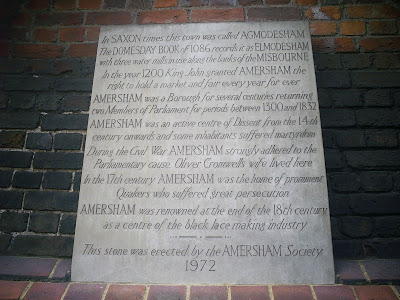 In SAXON times this town was called AGMODESHAM
The DOMESDAY BOOK of 1086 records it as ELMODESHAM
with three water mills in use along the banks of the MISBOURNE
In the year 1200 King John granted AMERSHAM the
right to hold a market and fair every year for ever
AMERSHAM was a Borough for several centuries returning
two Members of Parliament for periods between 1300 and 1832
AMERSHAM was an active centre of Dissent from the 14th
century onwards and some inhabitants suffered martyrdom
During the Civil War AMERSHAM strongly adhered to the
Parliamentary cause. Oliver Cromwell's wife lived here
In the 17th century AMERSHAM was the home of prominent
Quakers who suffered great persecution
AMERSHAM was renowned at the end of the 18th century
as a centre of the black lace making industry
This stone was erected by the AMERSHAM Society
1972